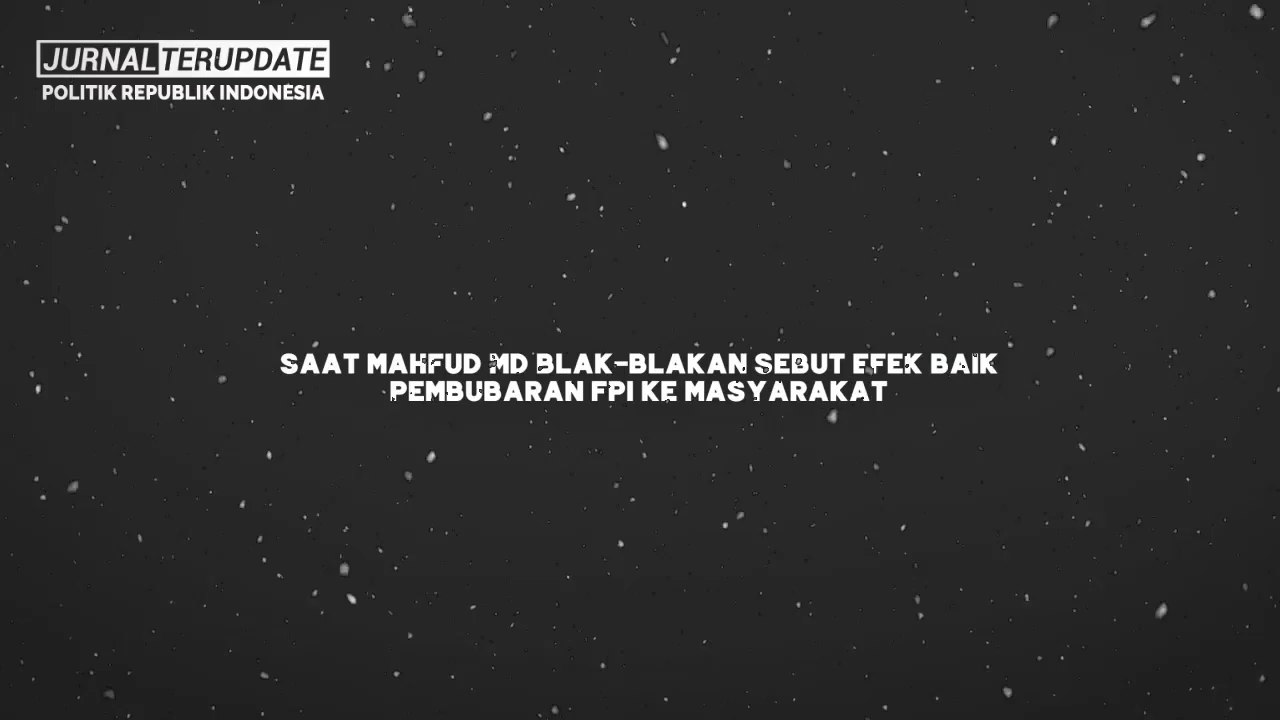 JURNALTERUPDATE
POLITIK REPUBLIK INDONESIA
SAAT MAHFUD MD BLAK-BLAKAN SEBUT EFEK BAIK
PEMBUBARAN FPI KE MASYARAKAT